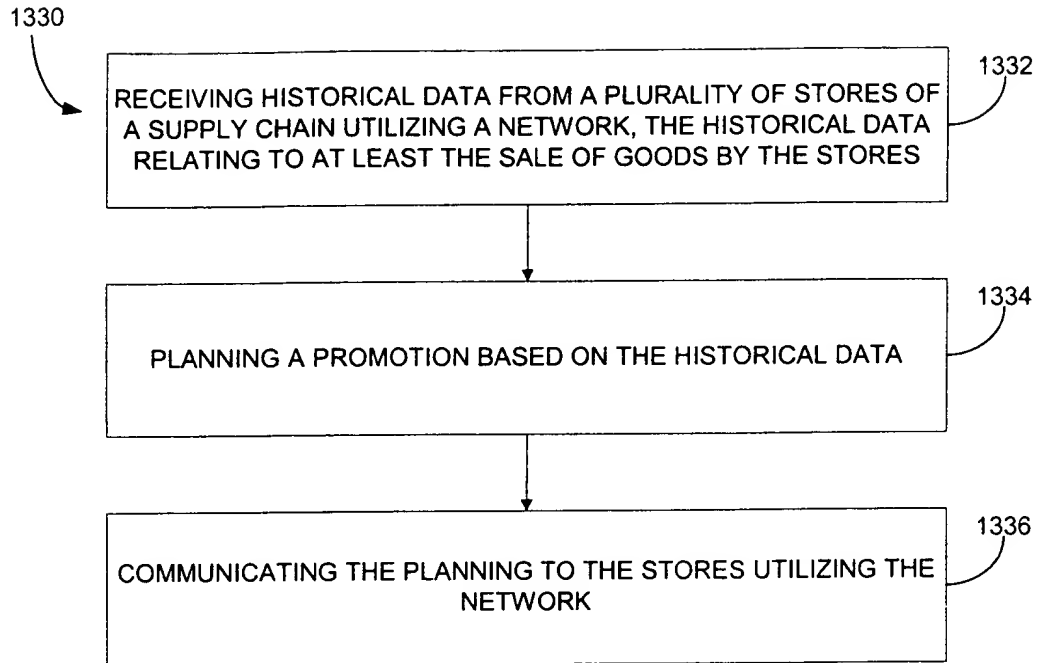 1330
1332
RECEIVING HISTORICAL DATA FROM A PLURALITY OF STORES OF
A SUPPLY CHAIN UTILIZING A NETWORK, THE HISTORICAL DATA
RELATING TO AT LEAST THE SALE OF GOODS BY THE STORES
1334
PLANNING A PROMOTION BASED ON THE HISTORICAL DATA
1336
COMMUNICATING THE PLANNING TO THE STORES UTILIZING THE
NETWORK